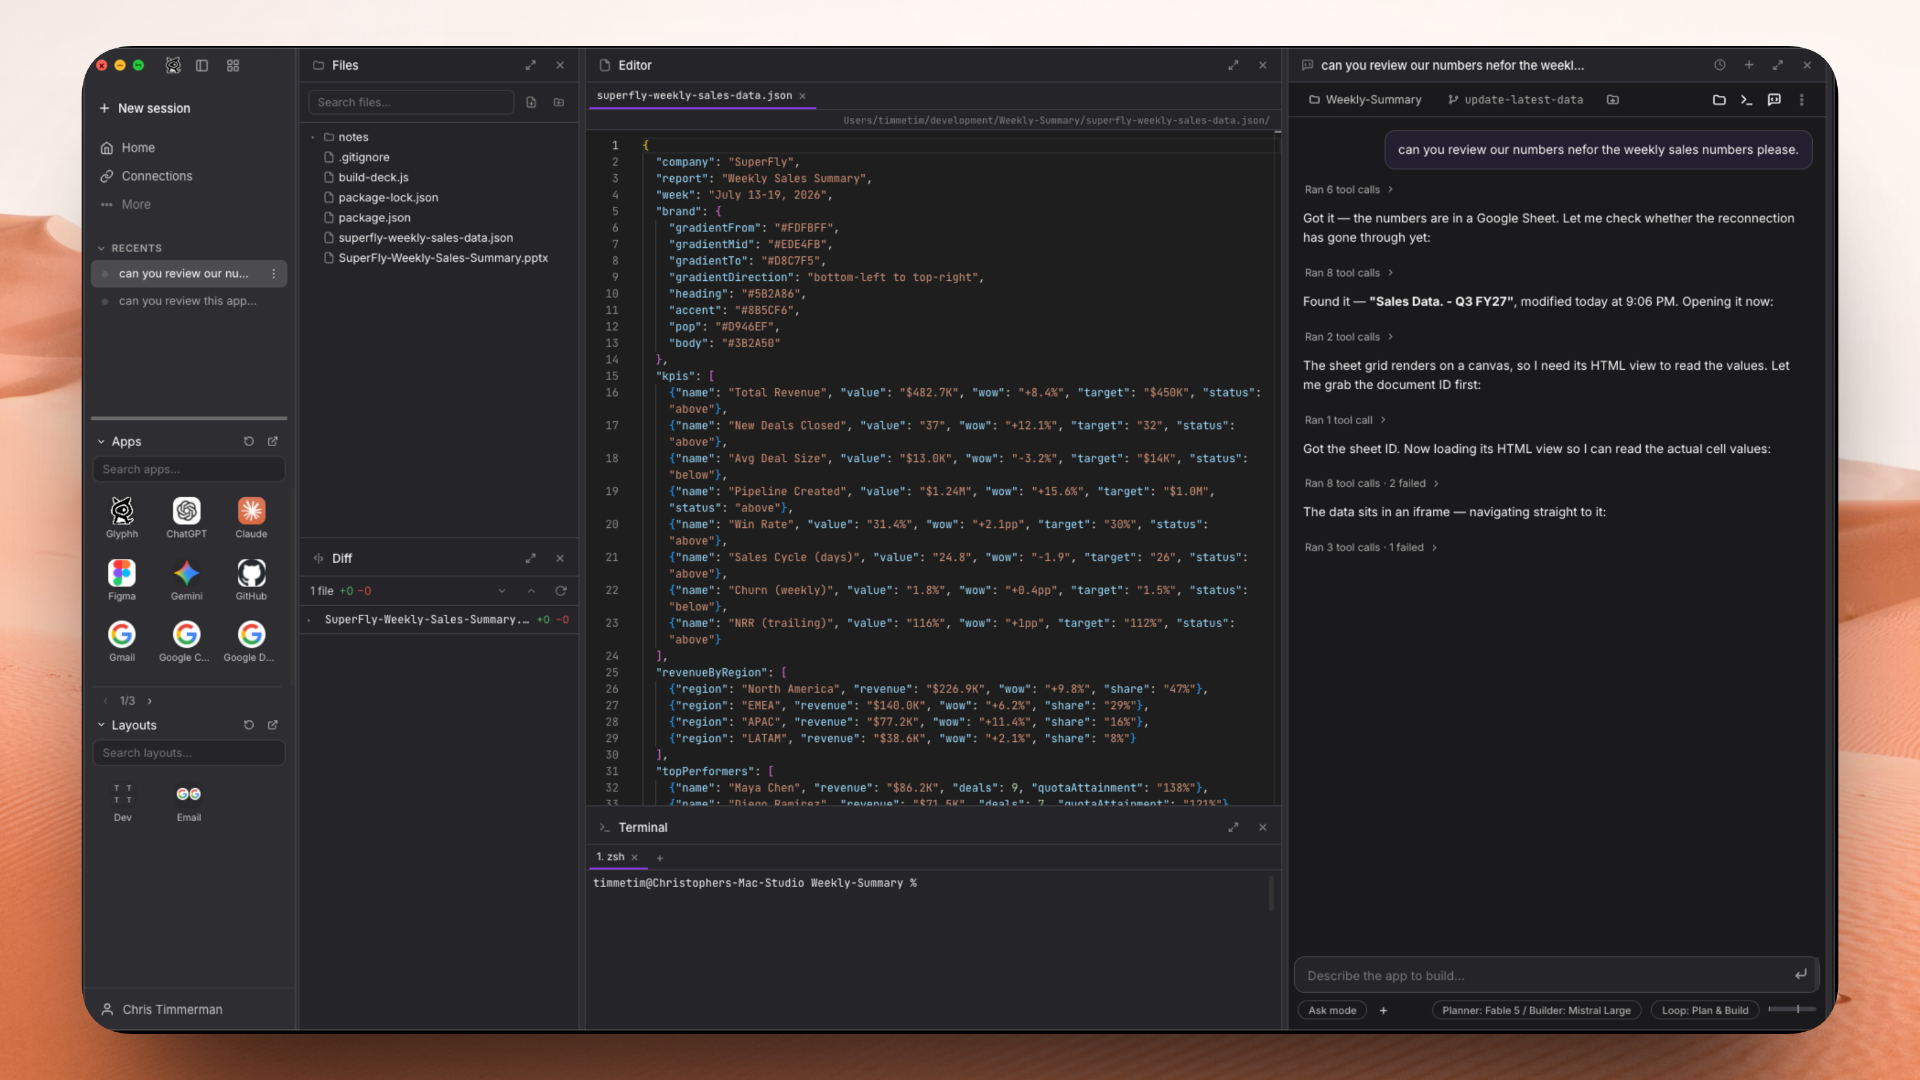 New session
Home
Connections
More
RECENTS
can you review our nu...
can you review this app...
Apps
Search apps...
Glyphh
ChatGPT
Claude
Figma
Gemini
GitHub
Gmail
Google C...
Google D...
1/3
Layouts
Search layouts...
T T
T T
Dev
Email
Chris Timmerman
Files
Search files...
notes
.gitignore
build-deck.js
package-lock.json
package.json
superfly-weekly-sales-data.json
SuperFly-Weekly-Sales-Summary.pptx
Diff
1 file +0 −0
SuperFly-Weekly-Sales-Summary.... +0 −0
Editor
superfly-weekly-sales-data.json
Users/timmetim/development/Weekly-Summary/superfly-weekly-sales-data.json/
1 {
2 "company": "SuperFly",
3 "report": "Weekly Sales Summary",
4 "week": "July 13-19, 2026",
5 "brand": {
6 "gradientFrom": "#FDFBFF",
7 "gradientMid": "#EDE4FB",
8 "gradientTo": "#D8C7F5",
9 "gradientDirection": "bottom-left to top-right",
10 "heading": "#5B2A86",
11 "accent": "#8B5CF6",
12 "pop": "#D946EF",
13 "body": "#3B2A50"
14 },
15 "kpis": [
16 {"name": "Total Revenue", "value": "$482.7K", "wow": "+8.4%", "target": "$450K", "status":
"above"},
17 {"name": "New Deals Closed", "value": "37", "wow": "+12.1%", "target": "32", "status":
"above"},
18 {"name": "Avg Deal Size", "value": "$13.0K", "wow": "-3.2%", "target": "$14K", "status":
"below"},
19 {"name": "Pipeline Created", "value": "$1.24M", "wow": "+15.6%", "target": "$1.0M",
"status": "above"},
20 {"name": "Win Rate", "value": "31.4%", "wow": "+2.1pp", "target": "30%", "status":
"above"},
21 {"name": "Sales Cycle (days)", "value": "24.8", "wow": "-1.9", "target": "26", "status":
"above"},
22 {"name": "Churn (weekly)", "value": "1.8%", "wow": "+0.4pp", "target": "1.5%", "status":
"below"},
23 {"name": "NRR (trailing)", "value": "116%", "wow": "+1pp", "target": "112%", "status":
"above"}
24 ],
25 "revenueByRegion": [
26 {"region": "North America", "revenue": "$226.9K", "wow": "+9.8%", "share": "47%"},
27 {"region": "EMEA", "revenue": "$140.0K", "wow": "+6.2%", "share": "29%"},
28 {"region": "APAC", "revenue": "$77.2K", "wow": "+11.4%", "share": "16%"},
29 {"region": "LATAM", "revenue": "$38.6K", "wow": "+2.1%", "share": "8%"}
30 ],
31 "topPerformers": [
32 {"name": "Maya Chen", "revenue": "$86.2K", "deals": 9, "quotaAttainment": "138%"},
33 {"name": "Diego Ramirez", "revenue": "$71.5K", "deals": 7, "quotaAttainment": "121%"},
Terminal
1. zsh
timmetim@Christophers-Mac-Studio Weekly-Summary %
can you review our numbers nefor the weekl...
Weekly-Summary
update-latest-data
can you review our numbers nefor the weekly sales numbers please.
Ran 6 tool calls
Got it — the numbers are in a Google Sheet. Let me check whether the reconnection
has gone through yet:
Ran 8 tool calls
Found it — "Sales Data. - Q3 FY27", modified today at 9:06 PM. Opening it now:
Ran 2 tool calls
The sheet grid renders on a canvas, so I need its HTML view to read the values. Let
me grab the document ID first:
Ran 1 tool call
Got the sheet ID. Now loading its HTML view so I can read the actual cell values:
Ran 8 tool calls · 2 failed
The data sits in an iframe — navigating straight to it:
Ran 3 tool calls · 1 failed
Describe the app to build...
Ask mode
Planner: Fable 5 / Builder: Mistral Large
Loop: Plan & Build